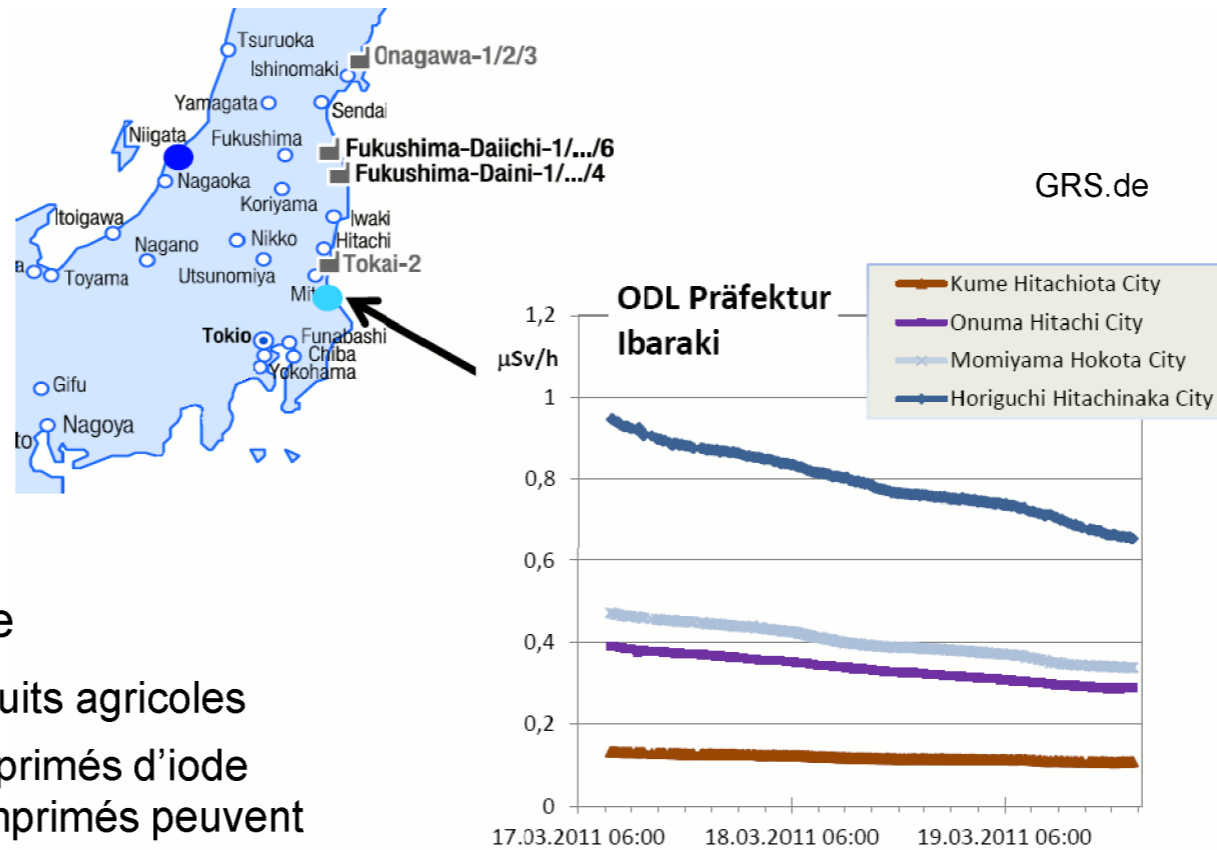 Tsuruoka
Onagawa-1/2/3
Ishinomaki
Yamagata
Sendai
Niigata
Fukushima
Fukushima-Daiichi-1/.../6
Fukushima-Daini-1/.../4
Nagaoka
Koriyama
Iwaki
Itoigawa
Hitachi
Nikko
Nagano
Tokai-2
a
Toyama
Utsunomiya
Mit
Tokio
Funabashi
Chiba
Yokohama
Gifu
to
Nagoya
GRS.de
ODL Präfektur
Ibaraki
Kume Hitachiota City
Onuma Hitachi City
Momiyama Hokota City
Horiguchi Hitachinaka City
1,2
µSv/h
1
0,8
0,6
0,4
0,2
0
17.03.2011 06:00 18.03.2011 06:00 19.03.2011 06:00
e
uits agricoles
primés d’iode
mprimés peuvent